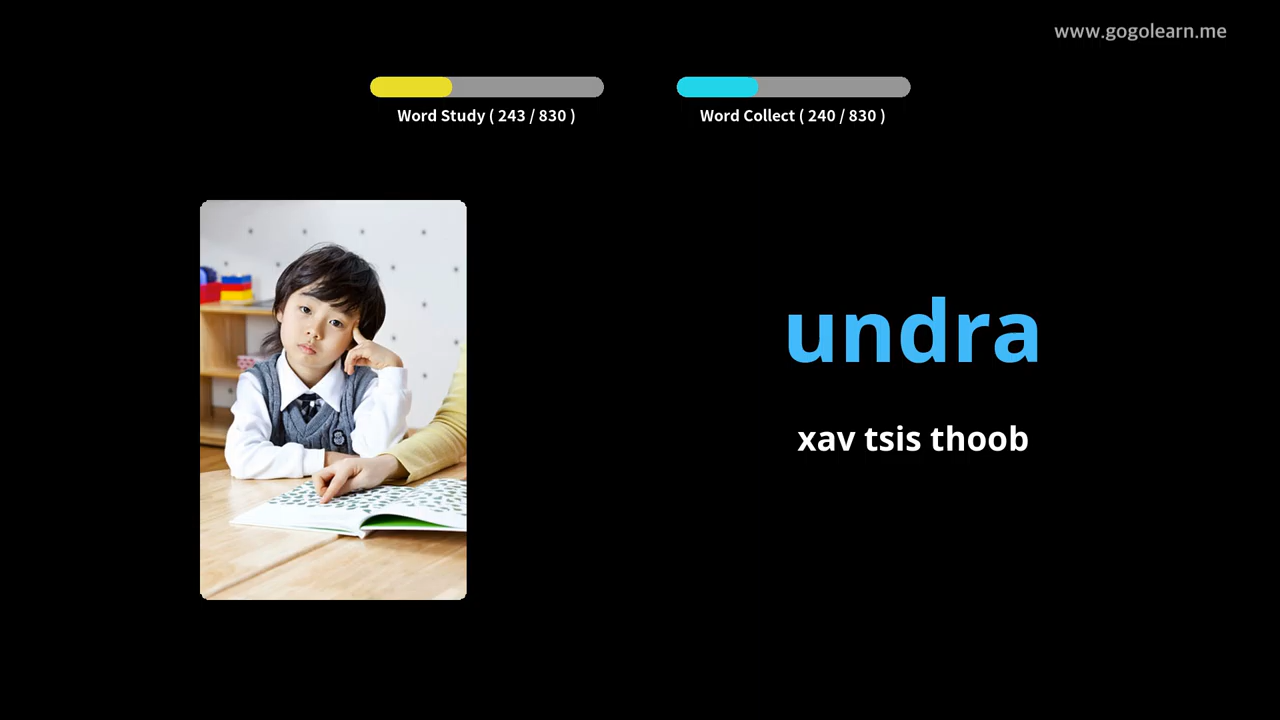 www.gogolearn.me
Word Study ( 243 / 830 )
Word Collect ( 240 / 830 )
undra
xav tsis thoob